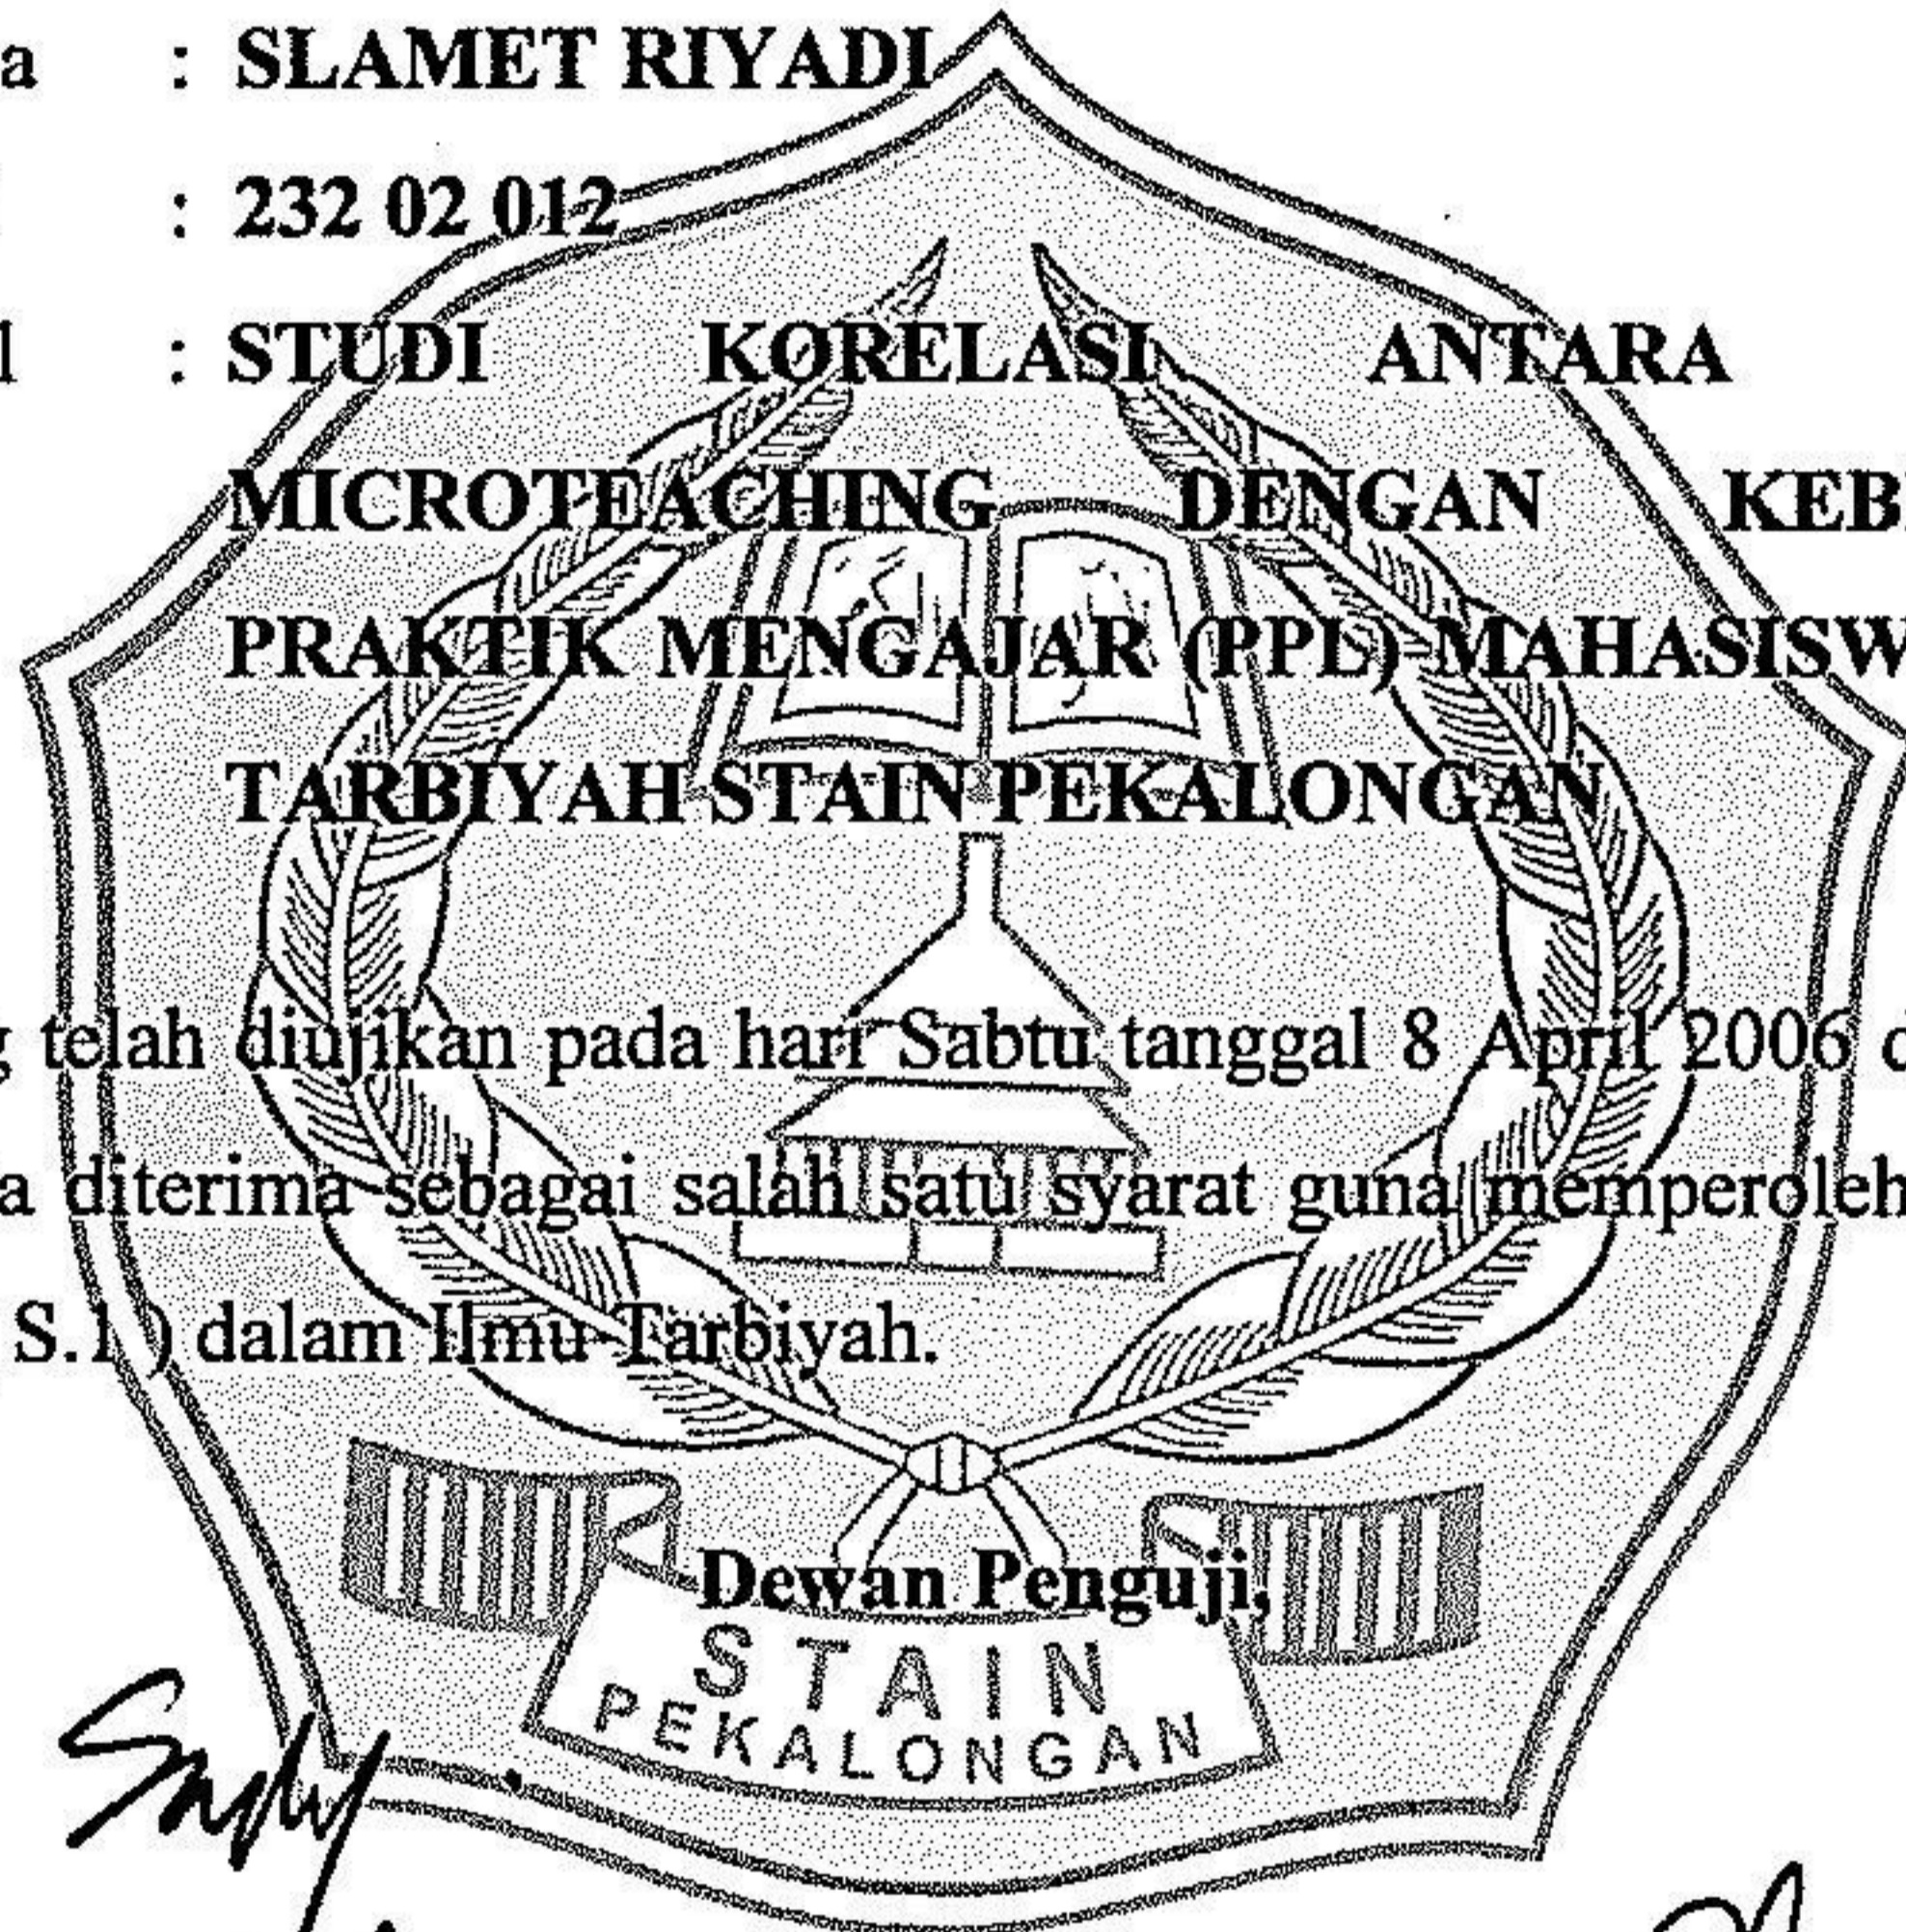 a : SLAMET RIYADI
: 232 02 012
l : STUDI KORELASI ANTARA
MICROTEACHING DENGAN KEB
PRAKTIK MENGAJAR (PPL) MAHASISW
TARBIYAH STAIN PEKALONGAN
g telah diujikan pada hari Sabtu tanggal 8 April 2006 d
a diterima sebagai salah satu syarat guna memperoleh
S.1 ) dalam Ilmu Tarbiyah.
Dewan Penguji,
STAIN
PEKALONGAN